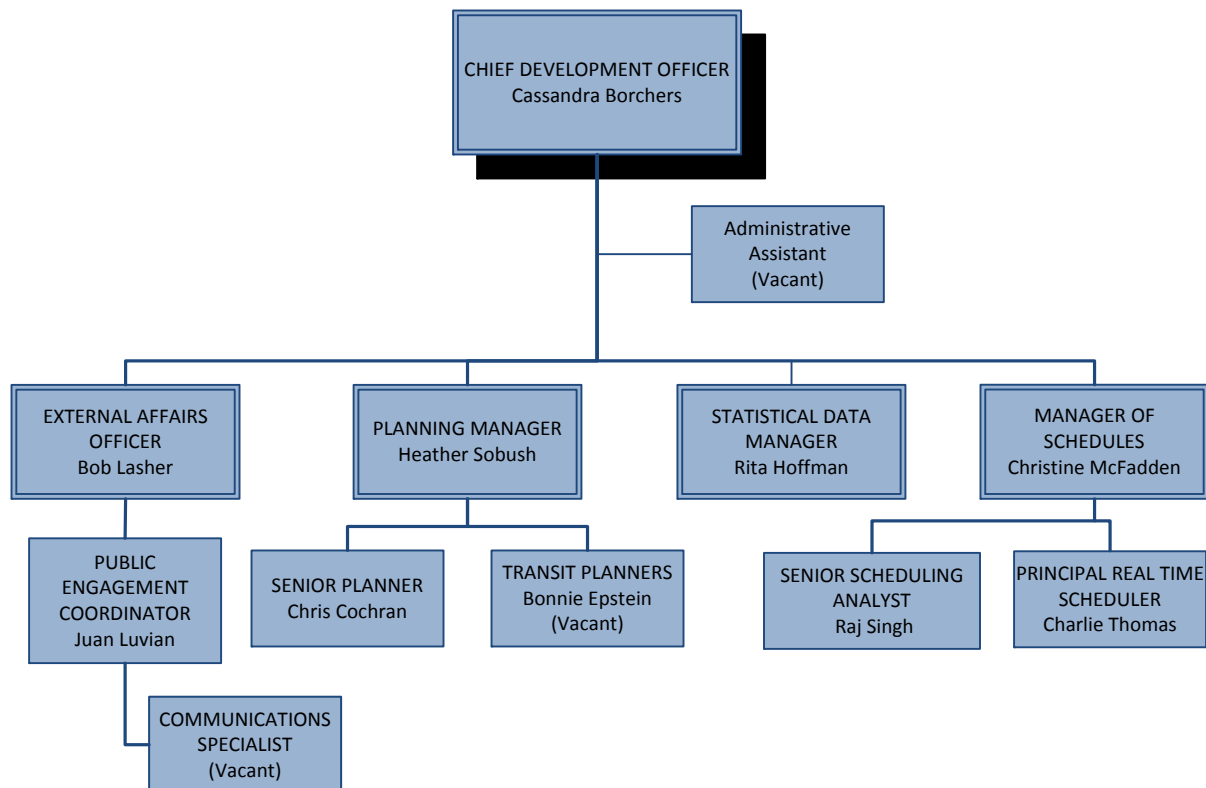 CHIEF DEVELOPMENT OFFICER
Cassandra Borchers
Administrative
Assistant
(Vacant)
EXTERNAL AFFAIRS
OFFICER
Bob Lasher
PLANNING MANAGER
Heather Sobush
STATISTICAL DATA
MANAGER
Rita Hoffman
MANAGER OF
SCHEDULES
Christine McFadden
PUBLIC
ENGAGEMENT
COORDINATOR
Juan Luvian
SENIOR PLANNER
Chris Cochran
TRANSIT PLANNERS
Bonnie Epstein
(Vacant)
SENIOR SCHEDULING
ANALYST
Raj Singh
PRINCIPAL REAL TIME
SCHEDULER
Charlie Thomas
COMMUNICATIONS
SPECIALIST
(Vacant)